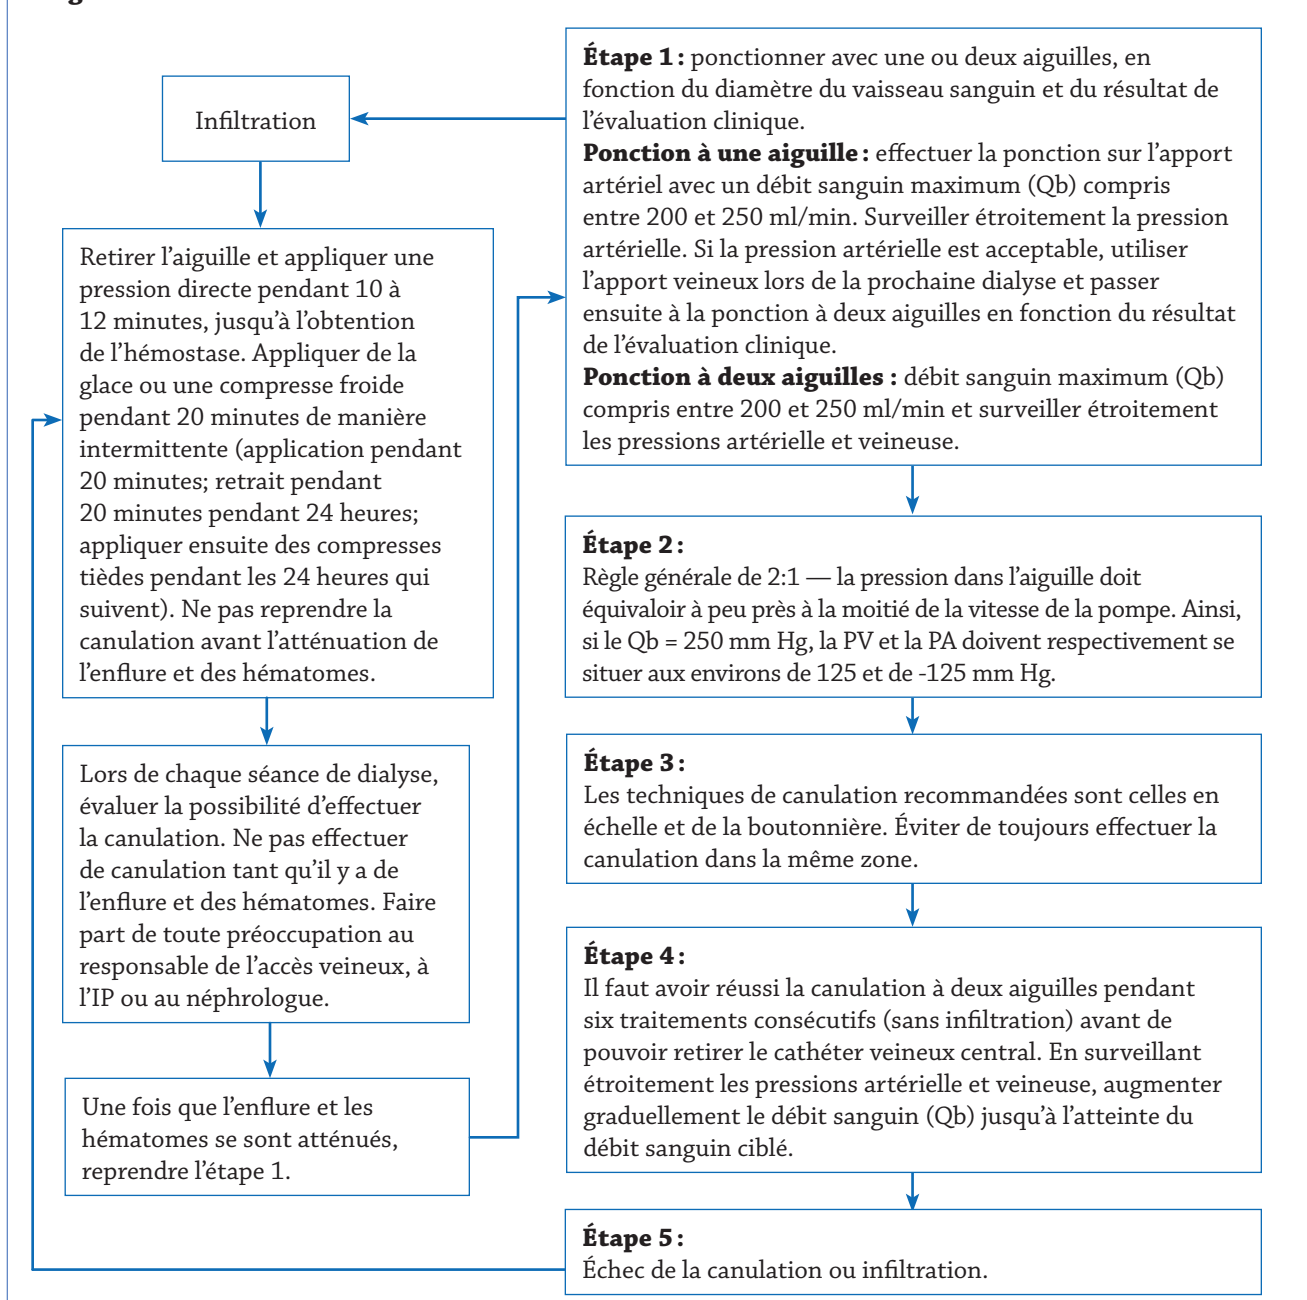 Infiltration
Retirer l’aiguille et appliquer une
pression directe pendant 10 à
12 minutes, jusqu’à l’obtention
de l’hémostase. Appliquer de la
glace ou une compresse froide
pendant 20 minutes de manière
intermittente (application pendant
20 minutes; retrait pendant
20 minutes pendant 24 heures;
appliquer ensuite des compresses
tièdes pendant les 24 heures qui
suivent). Ne pas reprendre la
canulation avant l’atténuation de
l’enflure et des hématomes.
Lors de chaque séance de dialyse,
évaluer la possibilité d’effectuer
la canulation. Ne pas effectuer
de canulation tant qu’il y a de
l’enflure et des hématomes. Faire
part de toute préoccupation au
responsable de l’accès veineux, à
l’IP ou au néphrologue.
Une fois que l’enflure et les
hématomes se sont atténués,
reprendre l’étape 1.
Étape 1 : ponctionner avec une ou deux aiguilles, en
fonction du diamètre du vaisseau sanguin et du résultat de
l’évaluation clinique.
Ponction à une aiguille : effectuer la ponction sur l’apport
artériel avec un débit sanguin maximum (Qb) compris
entre 200 et 250 ml/min. Surveiller étroitement la pression
artérielle. Si la pression artérielle est acceptable, utiliser
l’apport veineux lors de la prochaine dialyse et passer
ensuite à la ponction à deux aiguilles en fonction du résultat
de l’évaluation clinique.
Ponction à deux aiguilles : débit sanguin maximum (Qb)
compris entre 200 et 250 ml/min et surveiller étroitement
les pressions artérielle et veineuse.
Étape 2 :
Règle générale de 2:1 — la pression dans l’aiguille doit
équivaloir à peu près à la moitié de la vitesse de la pompe. Ainsi,
si le Qb = 250 mm Hg, la PV et la PA doivent respectivement se
situer aux environs de 125 et de -125 mm Hg.
Étape 3 :
Les techniques de canulation recommandées sont celles en
échelle et de la boutonnière. Éviter de toujours effectuer la
canulation dans la même zone.
Étape 4 :
Il faut avoir réussi la canulation à deux aiguilles pendant
six traitements consécutifs (sans infiltration) avant de
pouvoir retirer le cathéter veineux central. En surveillant
étroitement les pressions artérielle et veineuse, augmenter
graduellement le débit sanguin (Qb) jusqu’à l’atteinte du
débit sanguin ciblé.
Étape 5 :
Échec de la canulation ou infiltration.